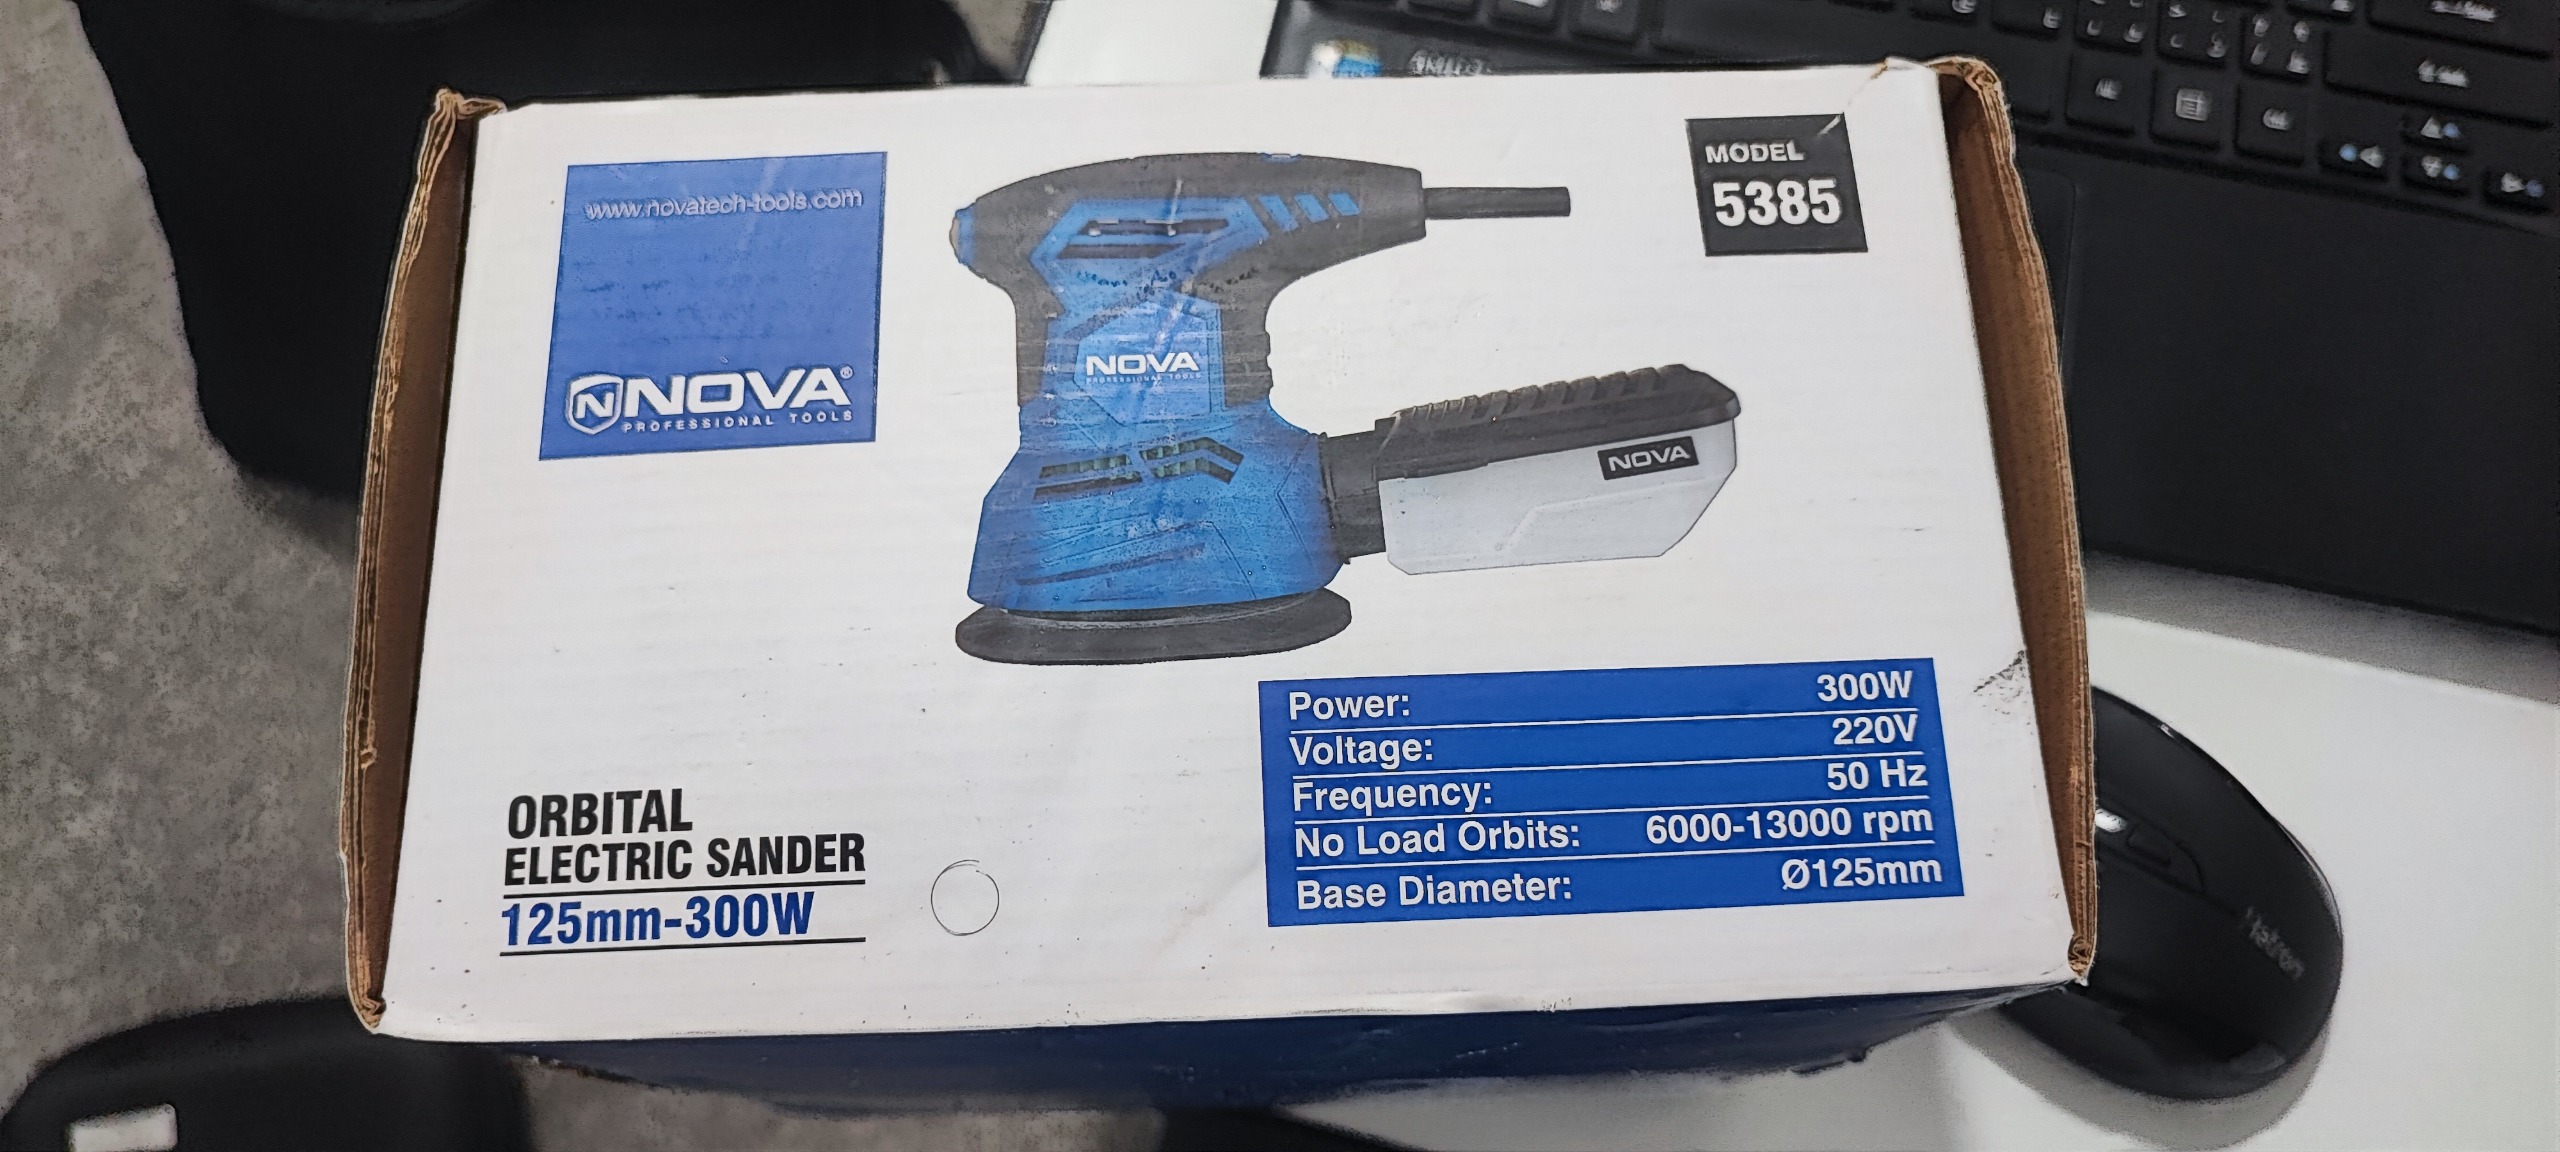 www.novatech-tools.com
N NOVA®
PROFESSIONAL TOOLS
MODEL
5385
NOVA
PROFESSIONAL TOOLS
NOVA
Power: 300W
Voltage: 220V
Frequency: 50 Hz
No Load Orbits: 6000-13000 rpm
Base Diameter: Ø125mm
ORBITAL
ELECTRIC SANDER
125mm-300W